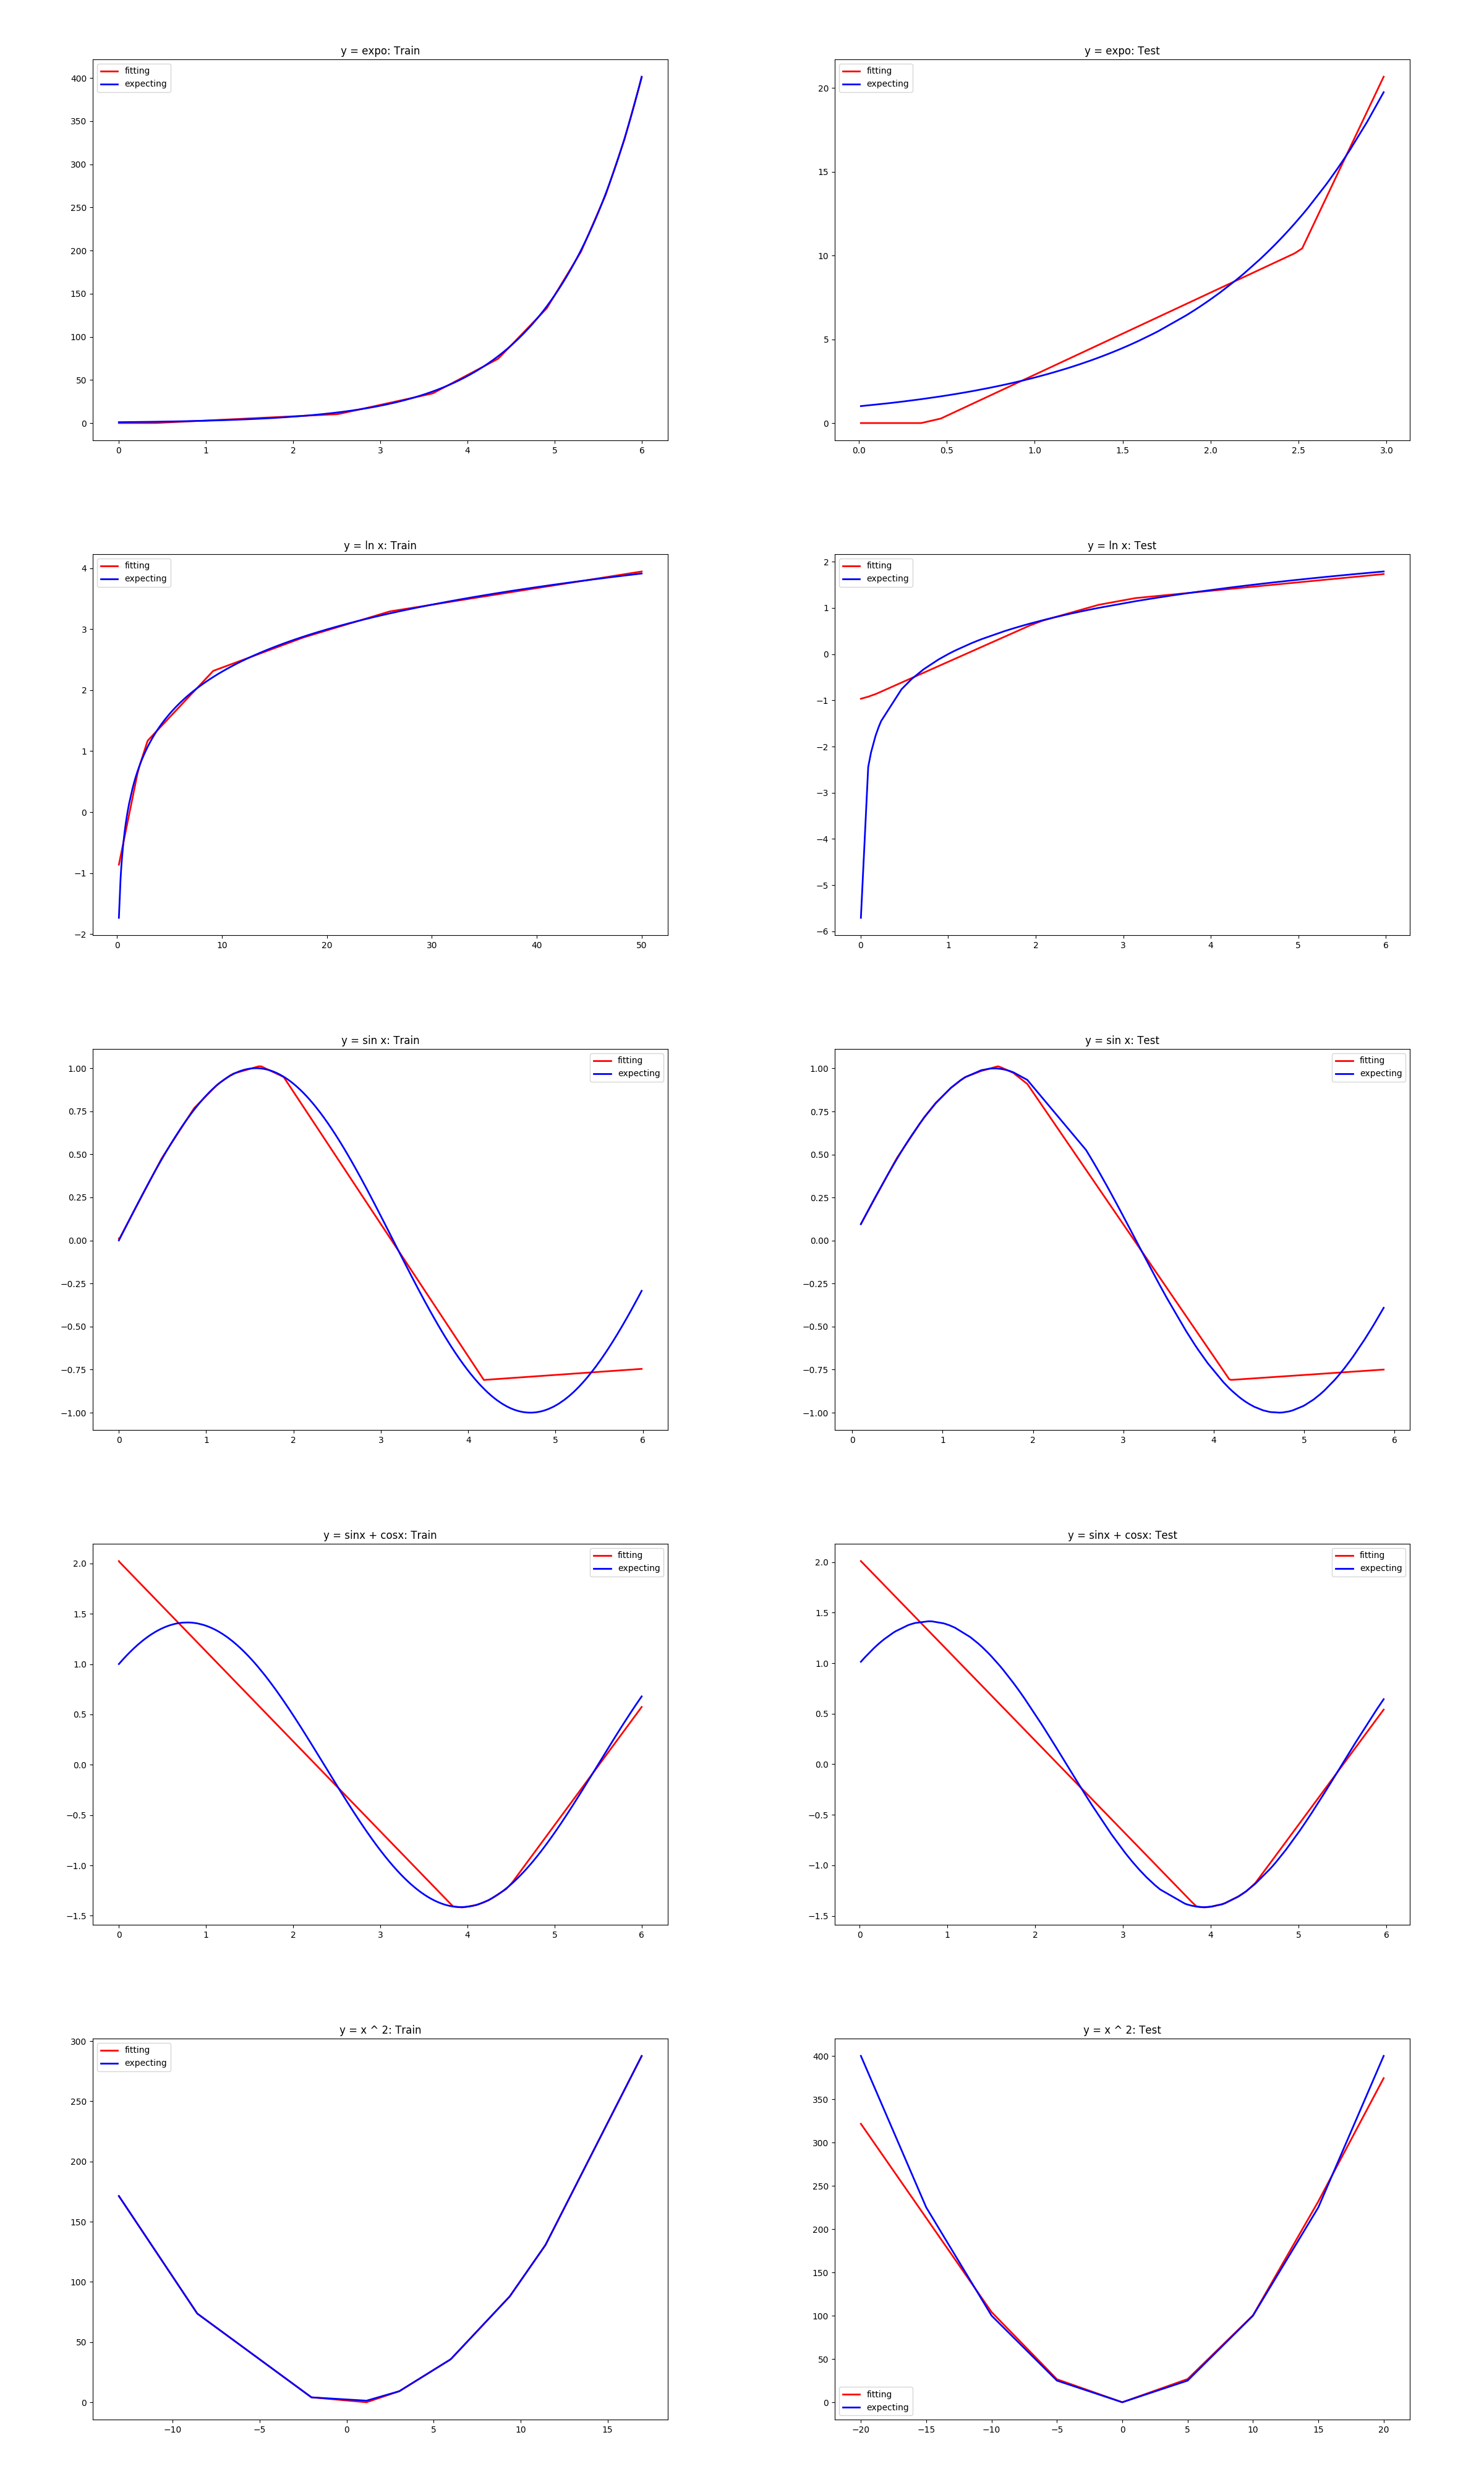 y = expo: Train
fitting
expecting
400
350
300
250
200
150
100
50
0
0 1 2 3 4 5 6
y = expo: Test
fitting
expecting
20
15
10
5
0
0.0 0.5 1.0 1.5 2.0 2.5 3.0
y = ln x: Train
fitting
expecting
4
3
2
1
0
−1
−2
0 10 20 30 40 50
y = ln x: Test
fitting
expecting
2
1
0
−1
−2
−3
−4
−5
−6
0 1 2 3 4 5 6
y = sin x: Train
fitting
expecting
1.00
0.75
0.50
0.25
0.00
−0.25
−0.50
−0.75
−1.00
0 1 2 3 4 5 6
y = sin x: Test
fitting
expecting
1.00
0.75
0.50
0.25
0.00
−0.25
−0.50
−0.75
−1.00
0 1 2 3 4 5 6
y = sinx + cosx: Train
fitting
expecting
2.0
1.5
1.0
0.5
0.0
−0.5
−1.0
−1.5
0 1 2 3 4 5 6
y = sinx + cosx: Test
fitting
expecting
2.0
1.5
1.0
0.5
0.0
−0.5
−1.0
−1.5
0 1 2 3 4 5 6
y = x ^ 2: Train
fitting
expecting
300
250
200
150
100
50
0
−10 −5 0 5 10 15
y = x ^ 2: Test
400
350
300
250
200
150
100
50
0
fitting
expecting
−20 −15 −10 −5 0 5 10 15 20